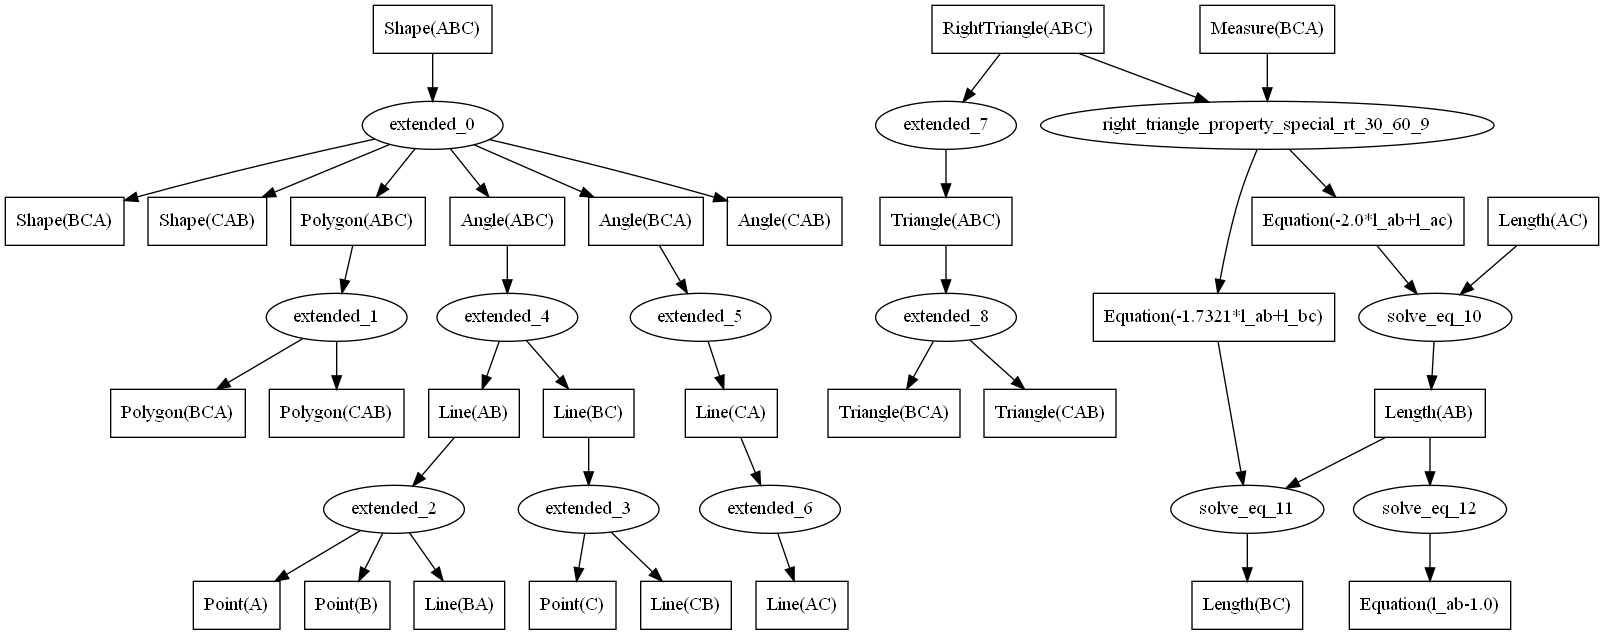 Shape(ABC)
RightTriangle(ABC)
Measure(BCA)
extended_0
extended_7
right_triangle_property_special_rt_30_60_9
Shape(BCA)
Shape(CAB)
Polygon(ABC)
Angle(ABC)
Angle(BCA)
Angle(CAB)
Triangle(ABC)
Equation(-2.0*l_ab+l_ac)
Length(AC)
extended_1
extended_4
extended_5
extended_8
Equation(-1.7321*l_ab+l_bc)
solve_eq_10
Polygon(BCA)
Polygon(CAB)
Line(AB)
Line(BC)
Line(CA)
Triangle(BCA)
Triangle(CAB)
Length(AB)
extended_2
extended_3
extended_6
solve_eq_11
solve_eq_12
Point(A)
Point(B)
Line(BA)
Point(C)
Line(CB)
Line(AC)
Length(BC)
Equation(l_ab-1.0)